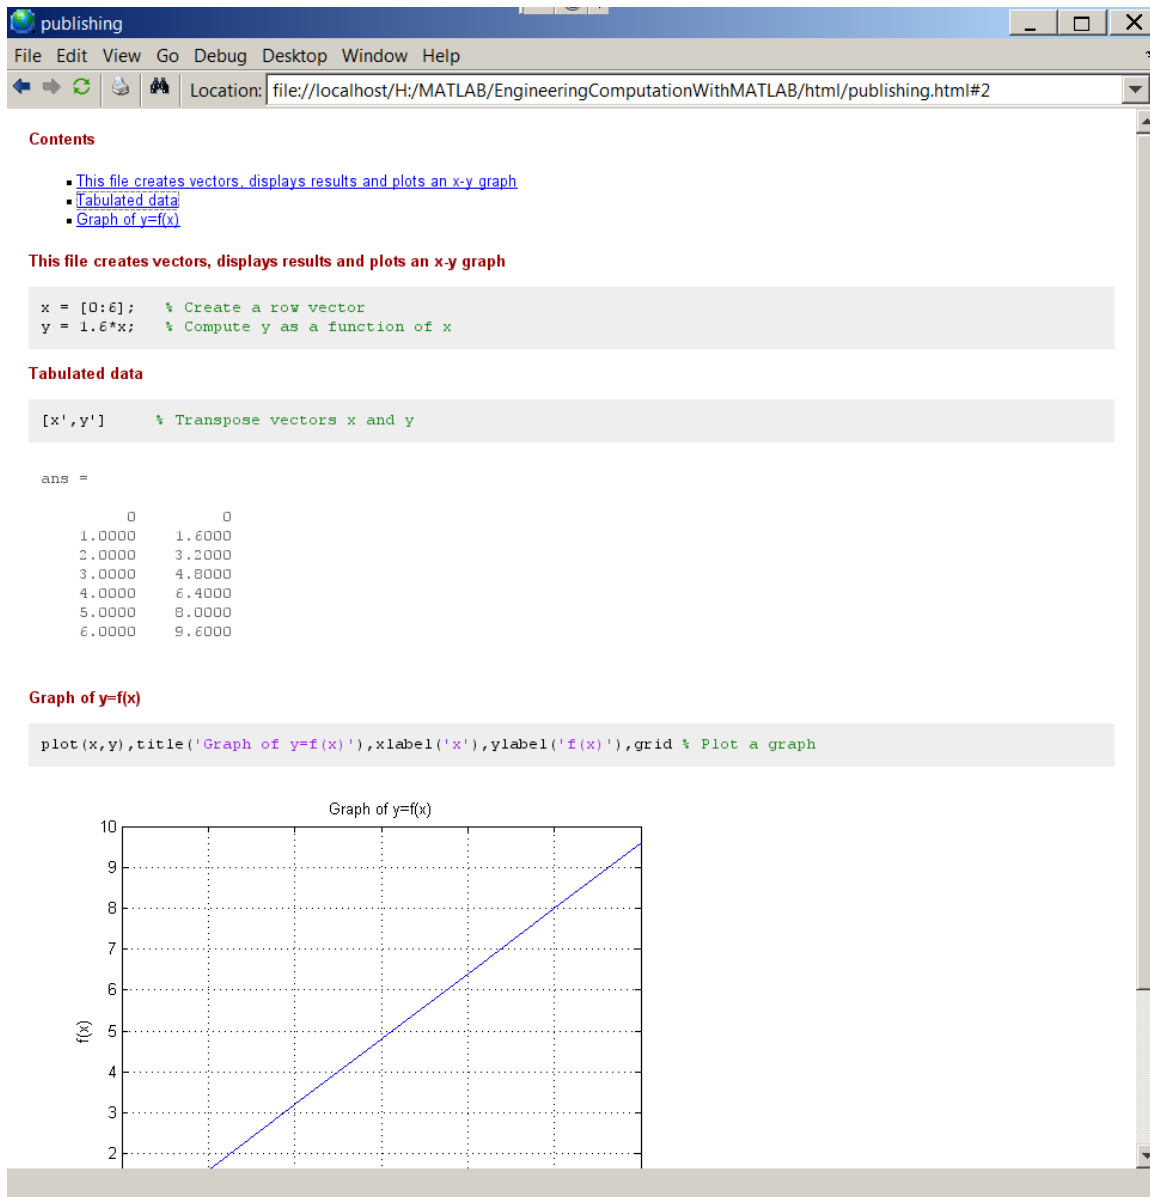 publishing
File Edit View Go Debug Desktop Window Help
Location: file://localhost/H:/MATLAB/EngineeringComputationWithMATLAB/html/publishing.html#2
Contents
This file creates vectors, displays results and plots an x-y graph
Tabulated data
Graph of y=f(x)
This file creates vectors, displays results and plots an x-y graph
x = [0:6];   % Create a row vector
y = 1.6*x;   % Compute y as a function of x
Tabulated data
[x',y']      % Transpose vectors x and y
ans =
0 0
1.0000 1.6000
2.0000 3.2000
3.0000 4.8000
4.0000 6.4000
5.0000 8.0000
6.0000 9.6000
Graph of y=f(x)
plot(x,y),title('Graph of y=f(x)'),xlabel('x'),ylabel('f(x)'),grid % Plot a graph
Graph of y=f(x)
10
9
8
7
6
f(x)
5
4
3
2